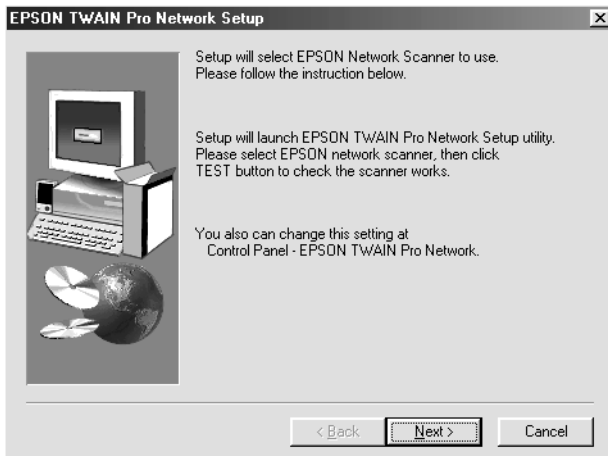 EPSON TWAIN Pro Network Setup
Setup will select EPSON Network Scanner to use.
Please follow the instruction below.
Setup will launch EPSON TWAIN Pro Network Setup utility.
Please select EPSON network scanner, then click
TEST button to check the scanner works.
You also can change this setting at
Control Panel - EPSON TWAIN Pro Network.
< Back
Next >
Cancel